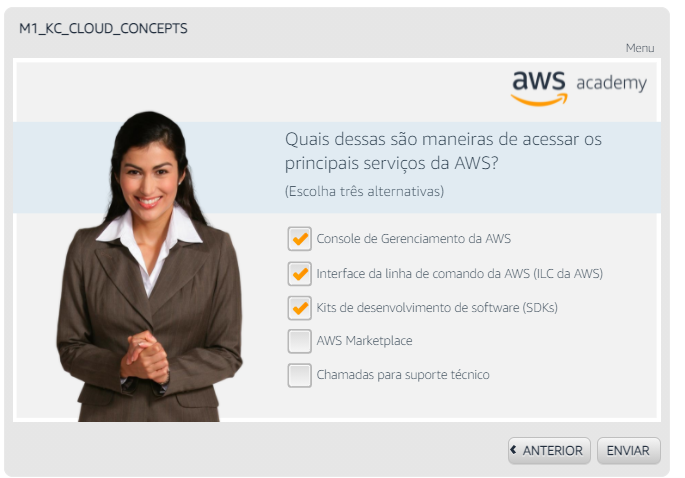 M1_KC_CLOUD_CONCEPTS
Menu
aws academy
Quais dessas são maneiras de acessar os
principais serviços da AWS?
(Escolha três alternativas)
Console de Gerenciamento da AWS
Interface da linha de comando da AWS (ILC da AWS)
Kits de desenvolvimento de software (SDKs)
AWS Marketplace
Chamadas para suporte técnico
ANTERIOR
ENVIAR